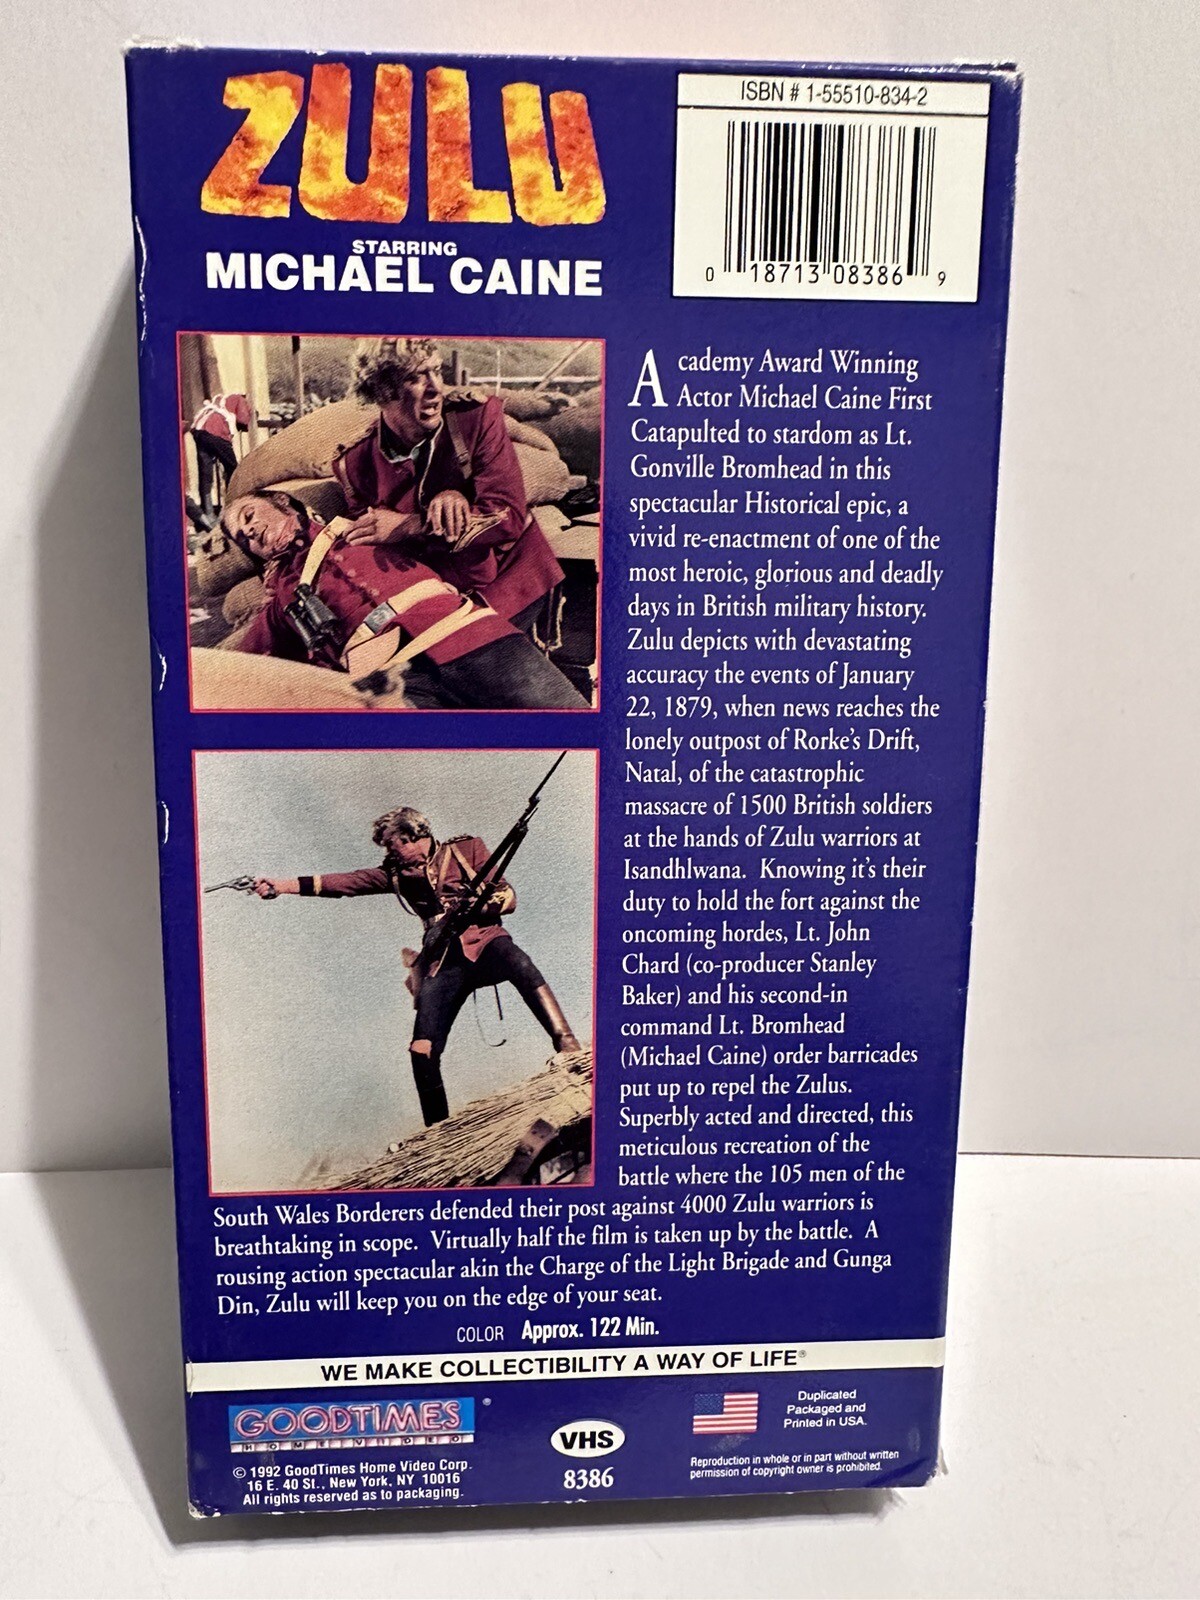 ZULU
STARRING
MICHAEL CAINE
ISBN # 1-55510-834-2
0 18713 08386 9
Academy Award Winning
Actor Michael Caine First
Catapulted to stardom as Lt.
Gonville Bromhead in this
spectacular Historical epic, a
vivid re-enactment of one of the
most heroic, glorious and deadly
days in British military history.
Zulu depicts with devastating
accuracy the events of January
22, 1879, when news reaches the
lonely outpost of Rorke's Drift,
Natal, of the catastrophic
massacre of 1500 British soldiers
at the hands of Zulu warriors at
Isandhlwana. Knowing it's their
duty to hold the fort against the
oncoming hordes, Lt. John
Chard (co-producer Stanley
Baker) and his second-in
command Lt. Bromhead
(Michael Caine) order barricades
put up to repel the Zulus.
Superbly acted and directed, this
meticulous recreation of the
battle where the 105 men of the
South Wales Borderers defended their post against 4000 Zulu warriors is
breathtaking in scope. Virtually half the film is taken up by the battle. A
rousing action spectacular akin the Charge of the Light Brigade and Gunga
Din, Zulu will keep you on the edge of your seat.
COLOR Approx. 122 Min.
WE MAKE COLLECTIBILITY A WAY OF LIFE®
GOODTIMES®
HOME VIDEO
© 1992 GoodTimes Home Video Corp.
16 E. 40 St., New York, NY 10016
All rights reserved as to packaging.
VHS
8386
Duplicated
Packaged and
Printed in USA.
Reproduction in whole or in part without written
permission of copyright owner is prohibited.